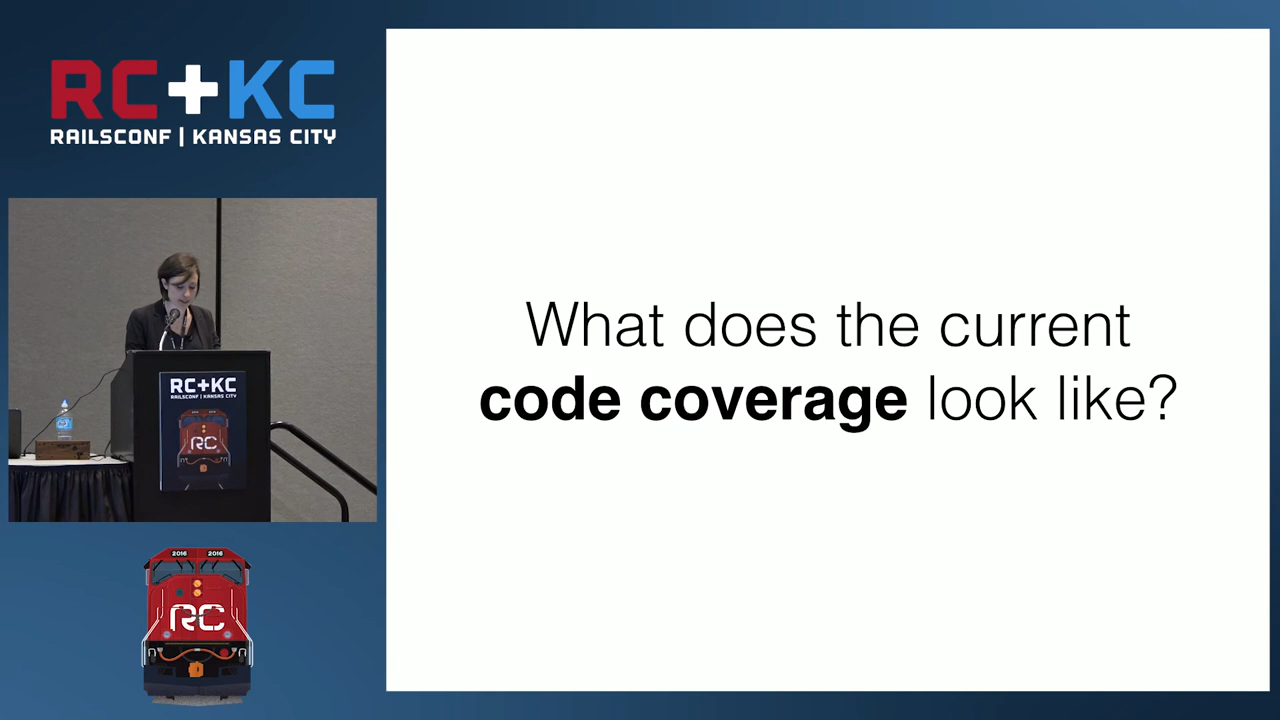 RC+KC
RAILSCONF | KANSAS CITY
RC+KC
RAILSCONF | KANSAS CITY
RC
2016 2016
RC
What does the current
code coverage look like?